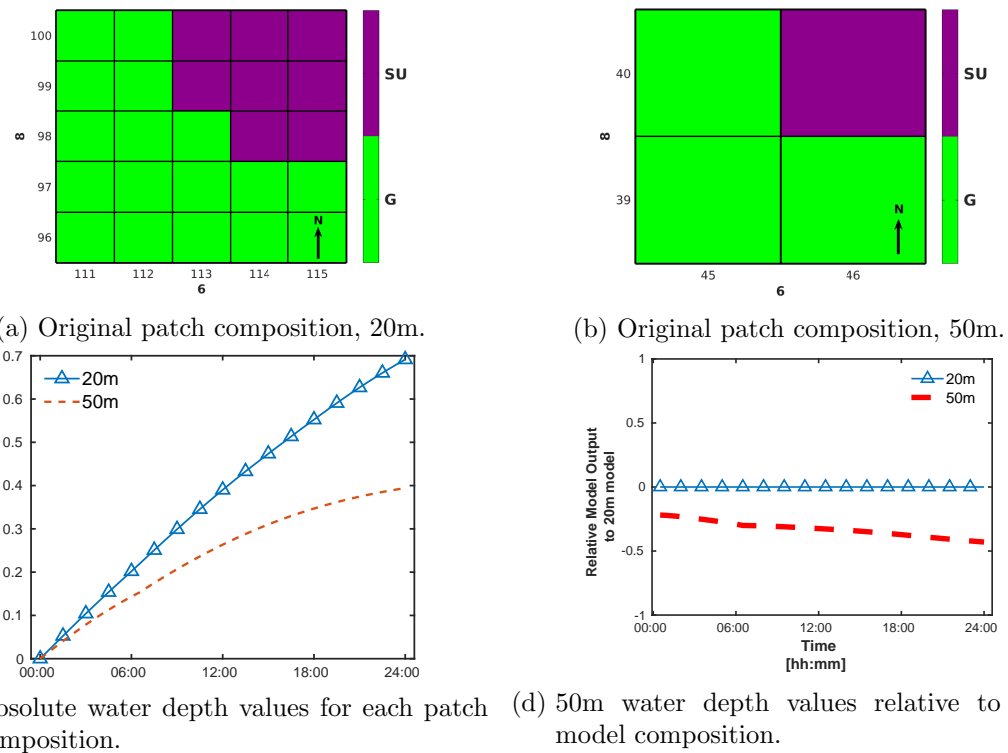 100
99
98
97
96
8
111 112 113 114 115
6
SU
G
N
40
39
8
45 46
6
SU
G
N
(a) Original patch composition, 20m.
(b) Original patch composition, 50m.
0.7
0.6
0.5
0.4
0.3
0.2
0.1
0
20m
50m
00:00 06:00 12:00 18:00 24:00
1
0.5
0
-0.5
-1
Relative Model Output
to 20m model
20m
50m
00:00 06:00 12:00 18:00 24:00
Time
[hh:mm]
bsolute water depth values for each patch
mposition.
(d) 50m water depth values relative to
model composition.